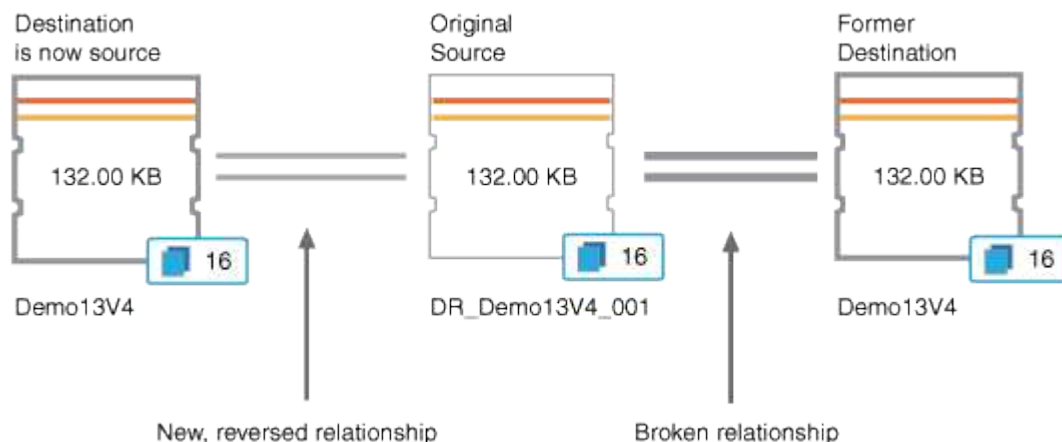 Destination
is now source
Original
Source
Former
Destination
132.00 KB
132.00 KB
132.00 KB
16
16
16
Demo13V4
DR_Demo13V4_001
Demo13V4
New, reversed relationship
Broken relationship